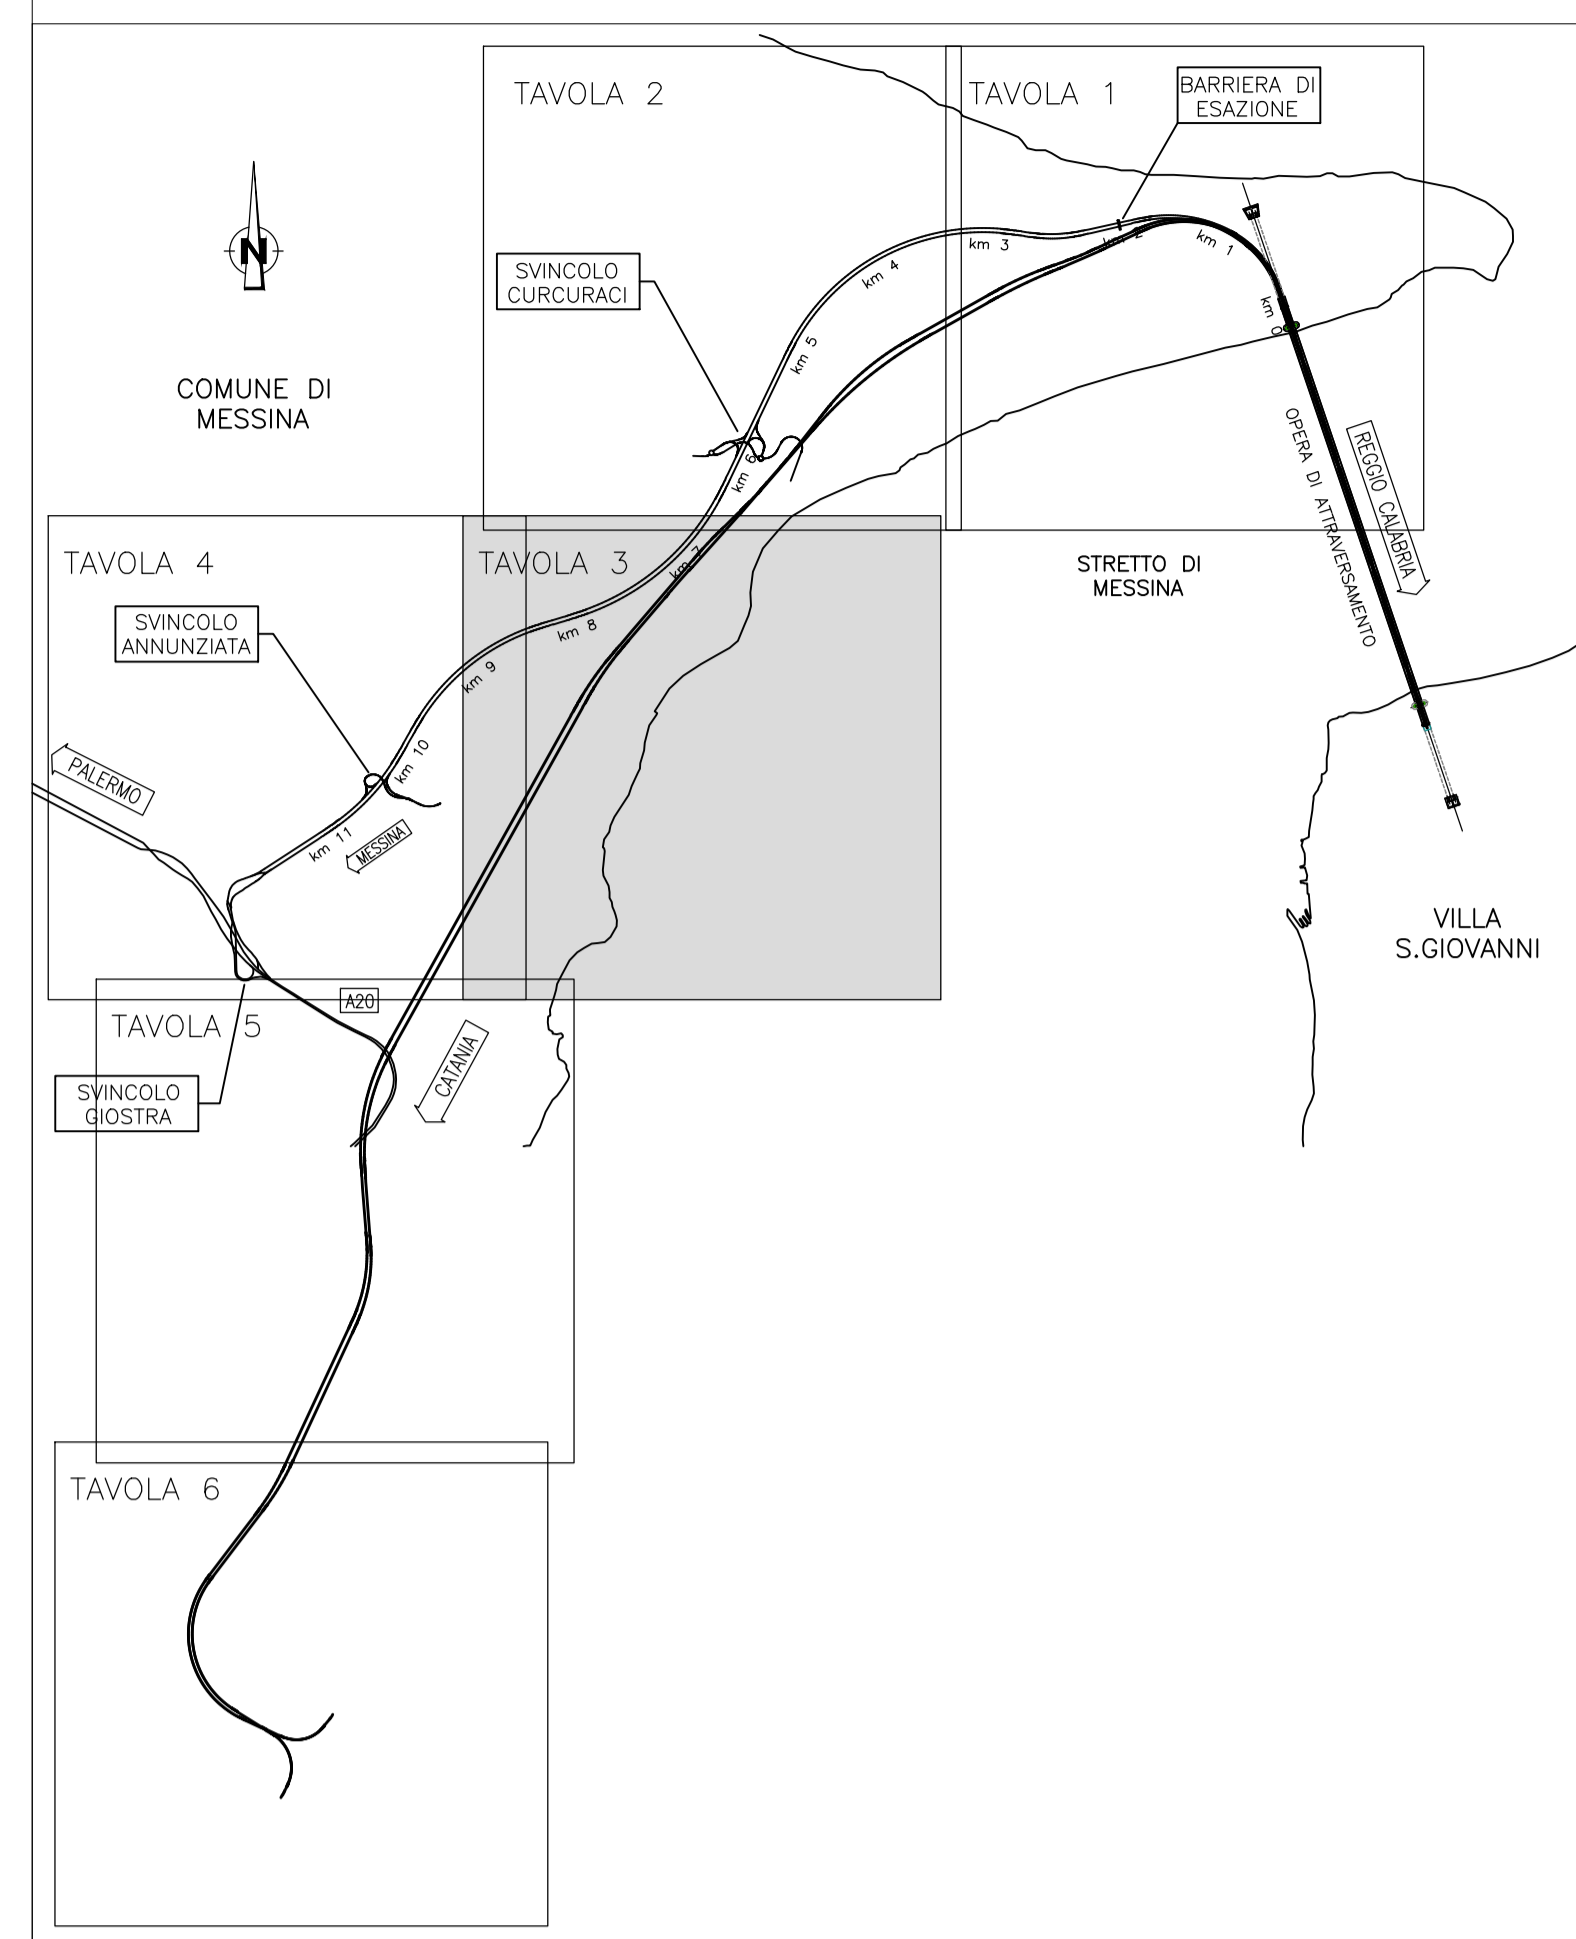 TAVOLA 2
TAVOLA 1
BARRIERA DI
ESAZIONE
N
SVINCOLO
CURCURACI
km 3
km 2
km 1
km 4
km 0
km 5
COMUNE DI
MESSINA
km 6
OPERA DI ATTRAVERSAMENTO
REGGIO CALABRIA
TAVOLA 4
TAVOLA 3
km 7
STRETTO DI
MESSINA
SVINCOLO
ANNUNZIATA
km 8
km 9
km 10
PALERMO
km 11
MESSINA
VILLA
S.GIOVANNI
A20
TAVOLA 5
CATANIA
SVINCOLO
GIOSTRA
TAVOLA 6